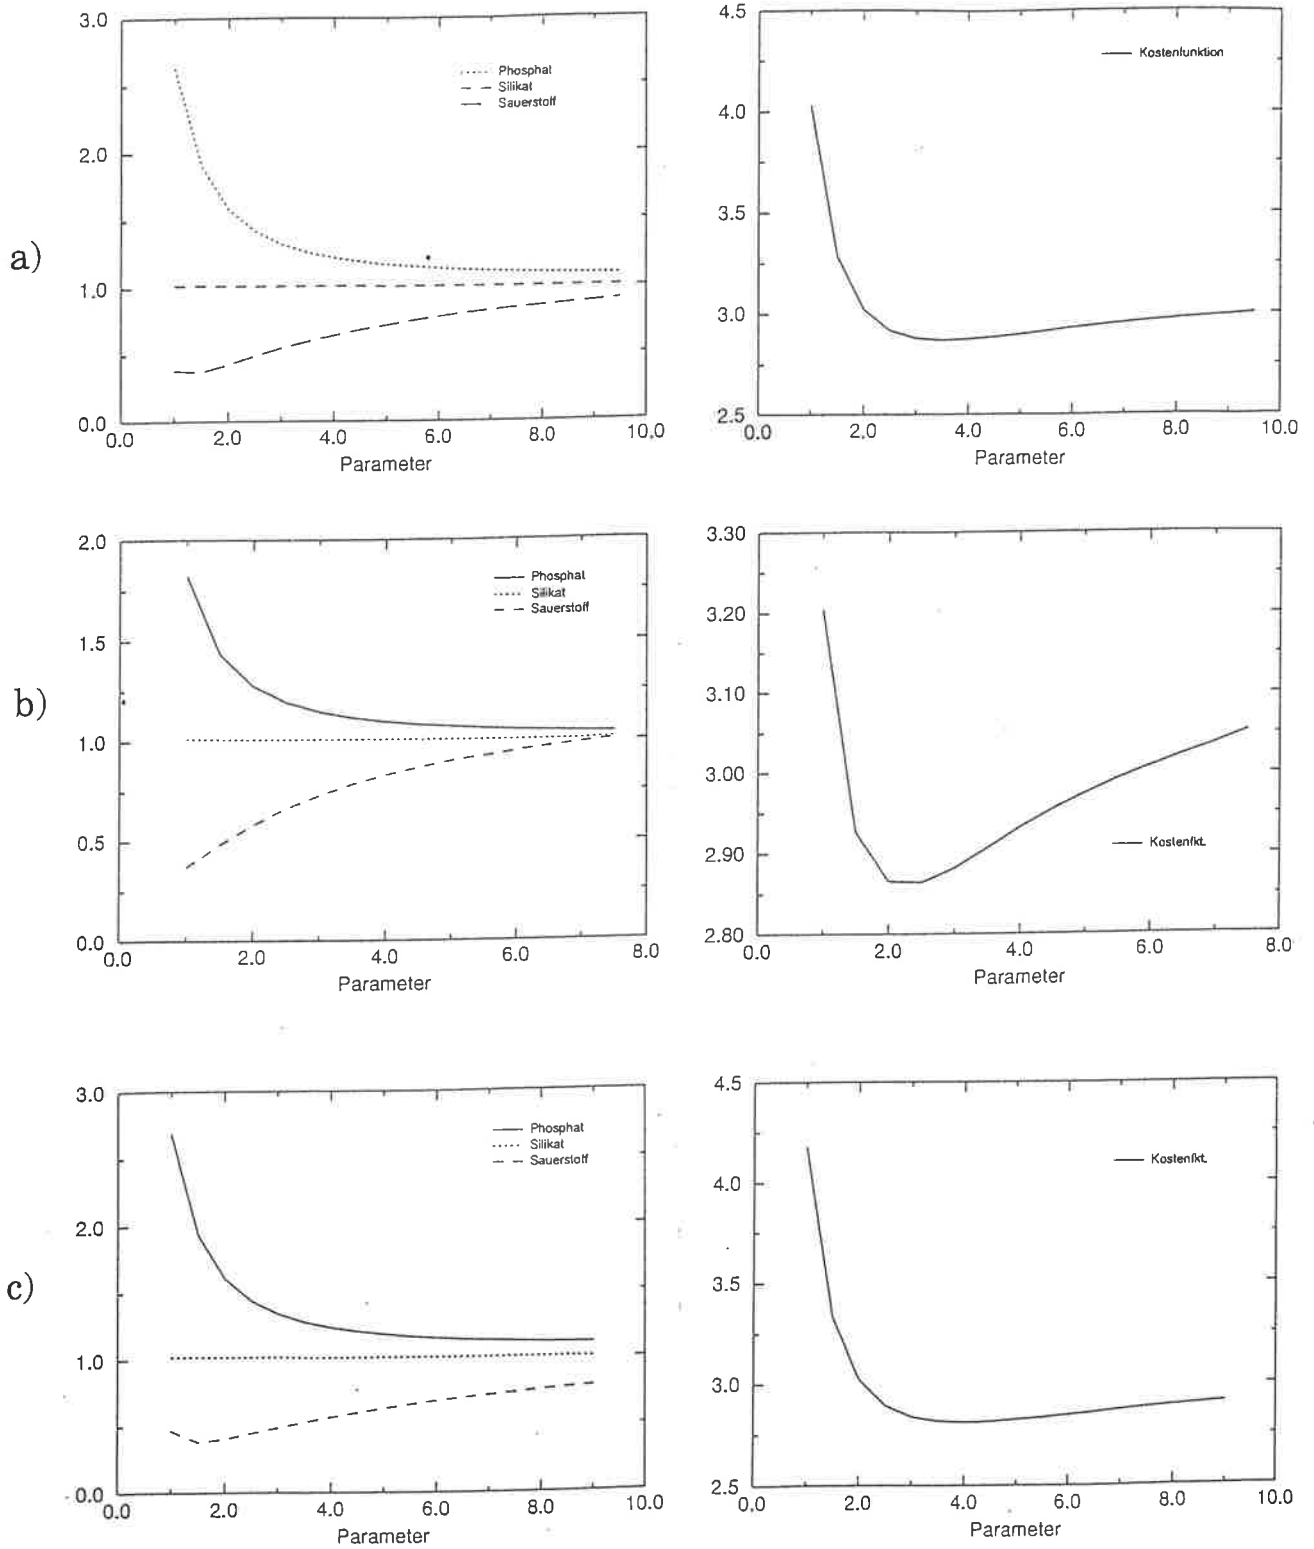 a)
3.0
2.0
1.0
0.0
0.0 2.0 4.0 6.0 8.0 10.0
Parameter
Phosphat
Silikat
Sauerstoff
4.5
4.0
3.5
3.0
2.5
0.0 2.0 4.0 6.0 8.0 10.0
Parameter
Kostenfunktion
b)
2.0
1.5
1.0
0.5
0.0
0.0 2.0 4.0 6.0 8.0
Parameter
Phosphat
Silikat
Sauerstoff
3.30
3.20
3.10
3.00
2.90
2.80
0.0 2.0 4.0 6.0 8.0
Parameter
Kostenfkt.
c)
3.0
2.0
1.0
0.0
0.0 2.0 4.0 6.0 8.0 10.0
Parameter
Phosphat
Silikat
Sauerstoff
4.5
4.0
3.5
3.0
2.5
0.0 2.0 4.0 6.0 8.0 10.0
Parameter
Kostenfkt.